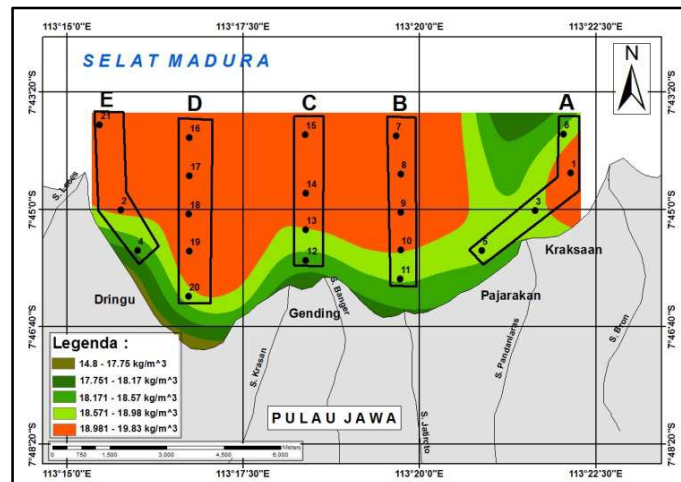 113°15'0"E 113°17'30"E 113°20'0"E 113°22'30"E
SELAT MADURA
N
7°43'20"S 7°43'20"S
E D C B A
21 16 15 7 6
17 14 8 1
2 18 13 9 3
4 19 12 10 5
20 11
7°45'0"S 7°45'0"S
S. Lebes
Kraksaan
Dringu
Gending
S. Banger
Pajarakan
7°46'40"S 7°46'40"S
S. Krasan
S. Pandanlaras
S. Bron
Legenda :
14.8 - 17.75 kg/m^3
17.751 - 18.17 kg/m^3
18.171 - 18.57 kg/m^3
18.571 - 18.98 kg/m^3
18.981 - 19.83 kg/m^3
PULAU JAWA
Meters
0 750 1,500 3,000 4,500 6,000
7°48'20"S 7°48'20"S
113°15'0"E 113°17'30"E 113°20'0"E 113°22'30"E